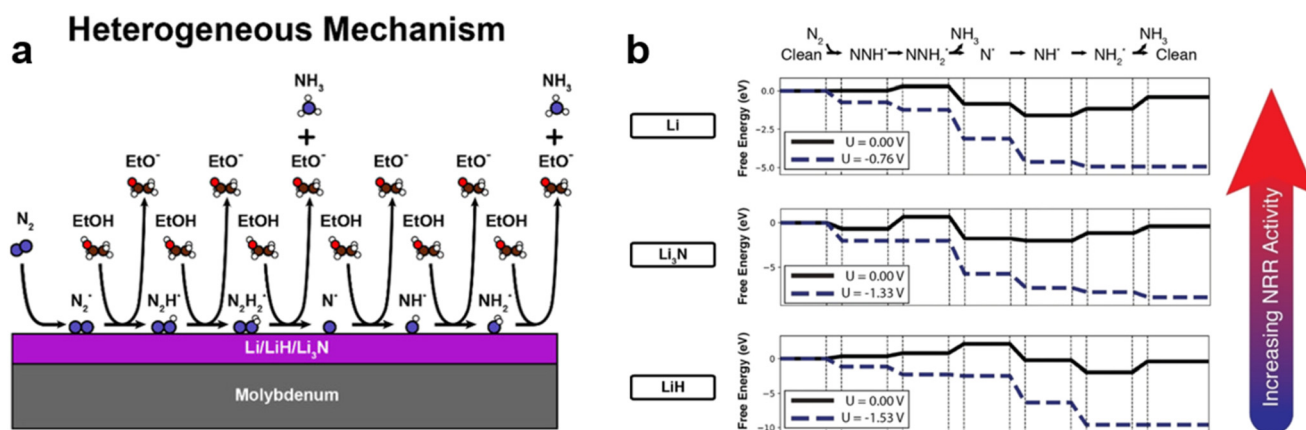 Heterogeneous Mechanism
a
NH₃
+
NH₃
+
EtO⁻ EtO⁻ EtO⁻ EtO⁻ EtO⁻ EtO⁻
N₂
EtOH EtOH EtOH EtOH EtOH EtOH
N₂* N₂H* N₂H₂* N* NH* NH₂*
Li/LiH/Li₃N
Molybdenum
b
N₂ NH₃ NH₃
Clean NNH* NNH₂* N* NH* NH₂* Clean
Li
Free Energy (eV)
0.0
−2.5
−5.0
U = 0.00 V
U = -0.76 V
Li₃N
Free Energy (eV)
0
−5
U = 0.00 V
U = -1.33 V
LiH
Free Energy (eV)
0
−5
−10
U = 0.00 V
U = -1.53 V
Increasing NRR Activity